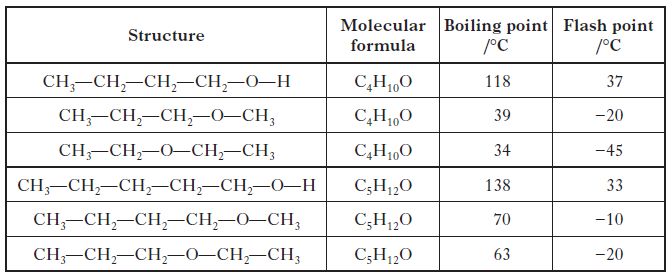 Structure Molecular formula Boiling point /°C Flash point /°C
CH₃—CH₂—CH₂—CH₂—O—H C₄H₁₀O 118 37
CH₃—CH₂—CH₂—O—CH₃ C₄H₁₀O 39 −20
CH₃—CH₂—O—CH₂—CH₃ C₄H₁₀O 34 −45
CH₃—CH₂—CH₂—CH₂—CH₂—O—H C₅H₁₂O 138 33
CH₃—CH₂—CH₂—CH₂—O—CH₃ C₅H₁₂O 70 −10
CH₃—CH₂—CH₂—O—CH₂—CH₃ C₅H₁₂O 63 −20